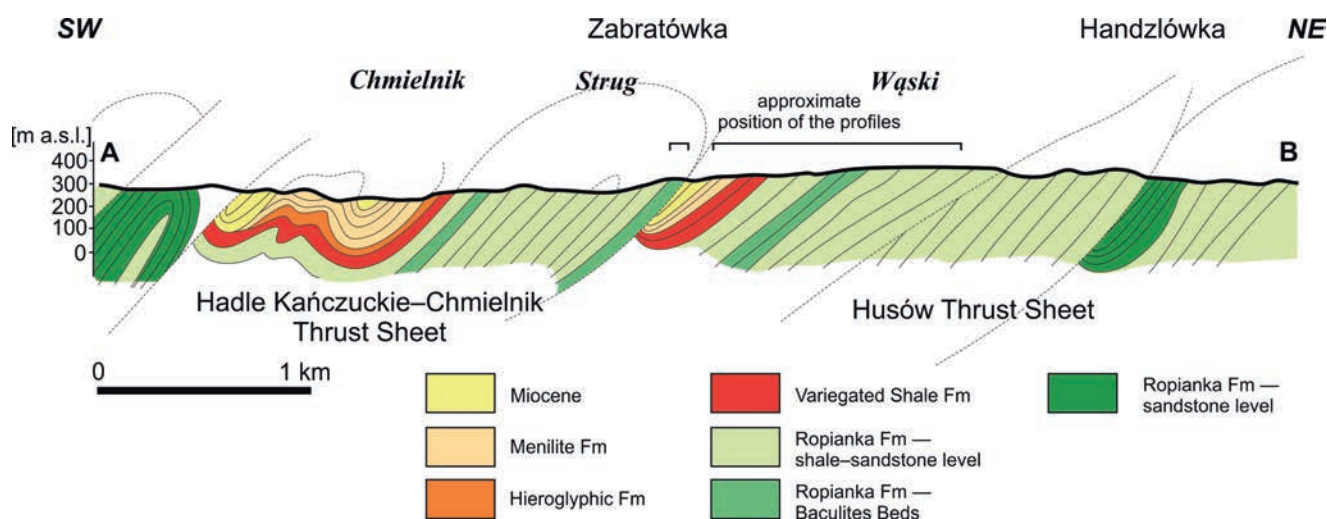 SW
Zabratówka
Handzlówka
NE
Chmielnik
Strug
Wąski
approximate
position of the profiles
[m a.s.l.]
A
B
400
300
200
100
0
Hadle Kańczuckie–Chmielnik
Thrust Sheet
Husów Thrust Sheet
0
1 km
Miocene
Menilite Fm
Hieroglyphic Fm
Variegated Shale Fm
Ropianka Fm —
shale–sandstone level
Ropianka Fm —
Baculites Beds
Ropianka Fm —
sandstone level